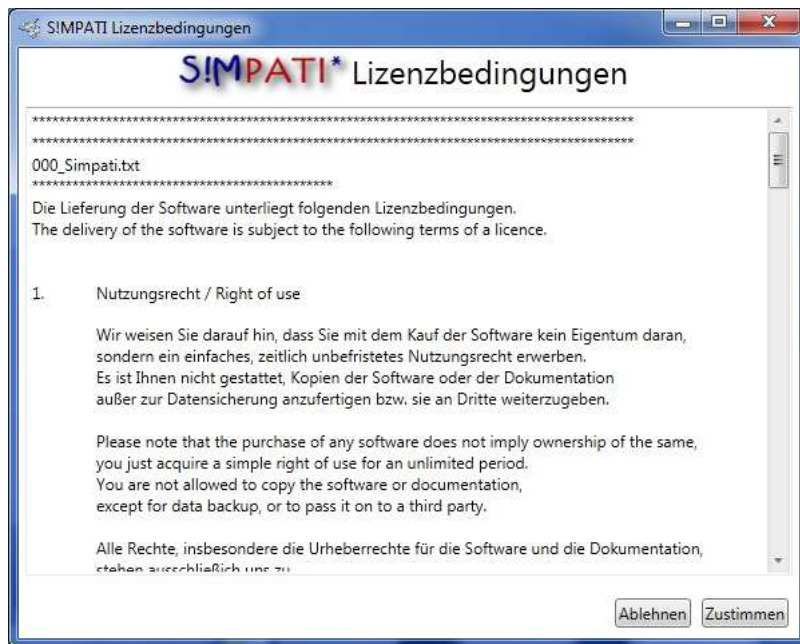 S!MPATI Lizenzbedingungen
S!MPATI* Lizenzbedingungen
******************************************************************************************
******************************************************************************************
000_Simpati.txt
*********************************************
Die Lieferung der Software unterliegt folgenden Lizenzbedingungen.
The delivery of the software is subject to the following terms of a licence.
1. Nutzungsrecht / Right of use
Wir weisen Sie darauf hin, dass Sie mit dem Kauf der Software kein Eigentum daran,
sondern ein einfaches, zeitlich unbefristetes Nutzungsrecht erwerben.
Es ist Ihnen nicht gestattet, Kopien der Software oder der Dokumentation
außer zur Datensicherung anzufertigen bzw. sie an Dritte weiterzugeben.
Please note that the purchase of any software does not imply ownership of the same,
you just acquire a simple right of use for an unlimited period.
You are not allowed to copy the software or documentation,
except for data backup, or to pass it on to a third party.
Alle Rechte, insbesondere die Urheberrechte für die Software und die Dokumentation,
stehen ausschließich uns zu
Ablehnen Zustimmen